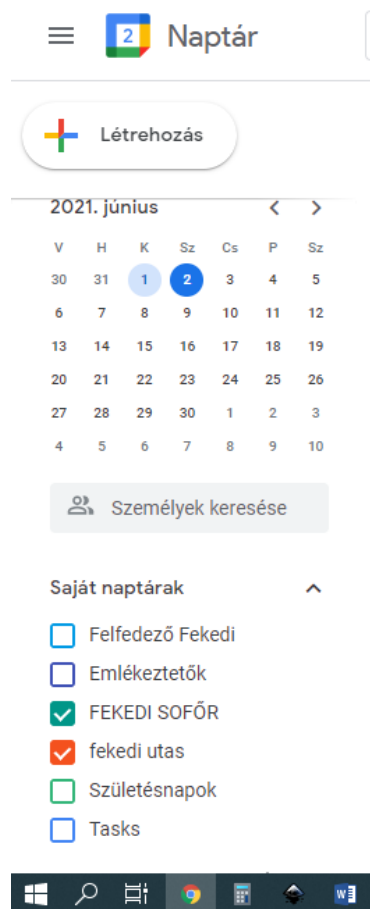 2 Naptár
Létrehozás
2021. június
V H K Sz Cs P Sz
30 31 1 2 3 4 5
6 7 8 9 10 11 12
13 14 15 16 17 18 19
20 21 22 23 24 25 26
27 28 29 30 1 2 3
4 5 6 7 8 9 10
Személyek keresése
Saját naptárak
Felfedező Fekedi
Emlékeztetők
FEKEDI SOFŐR
fekedi utas
Születésnapok
Tasks
W